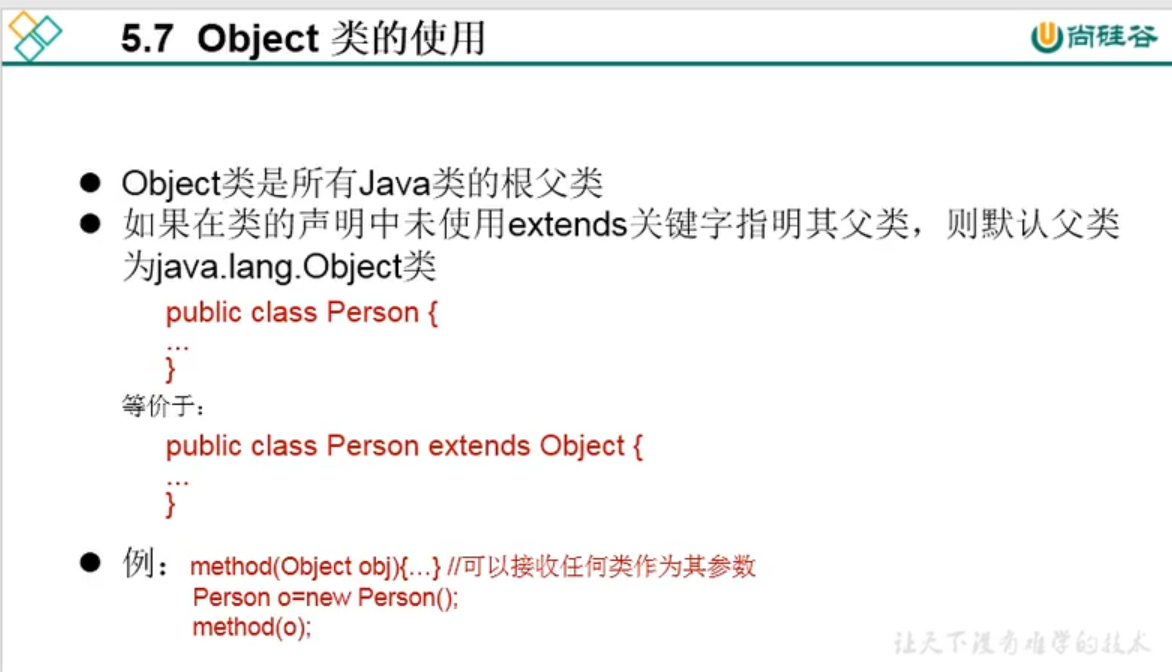 5.7 Object 类的使用
尚硅谷
Object类是所有Java类的根父类
如果在类的声明中未使用extends关键字指明其父类，则默认父类
为java.lang.Object类
public class Person {
...
}
等价于：
public class Person extends Object {
...
}
例： method(Object obj){…} //可以接收任何类作为其参数
Person o=new Person();
method(o);
让天下没有难学的技术